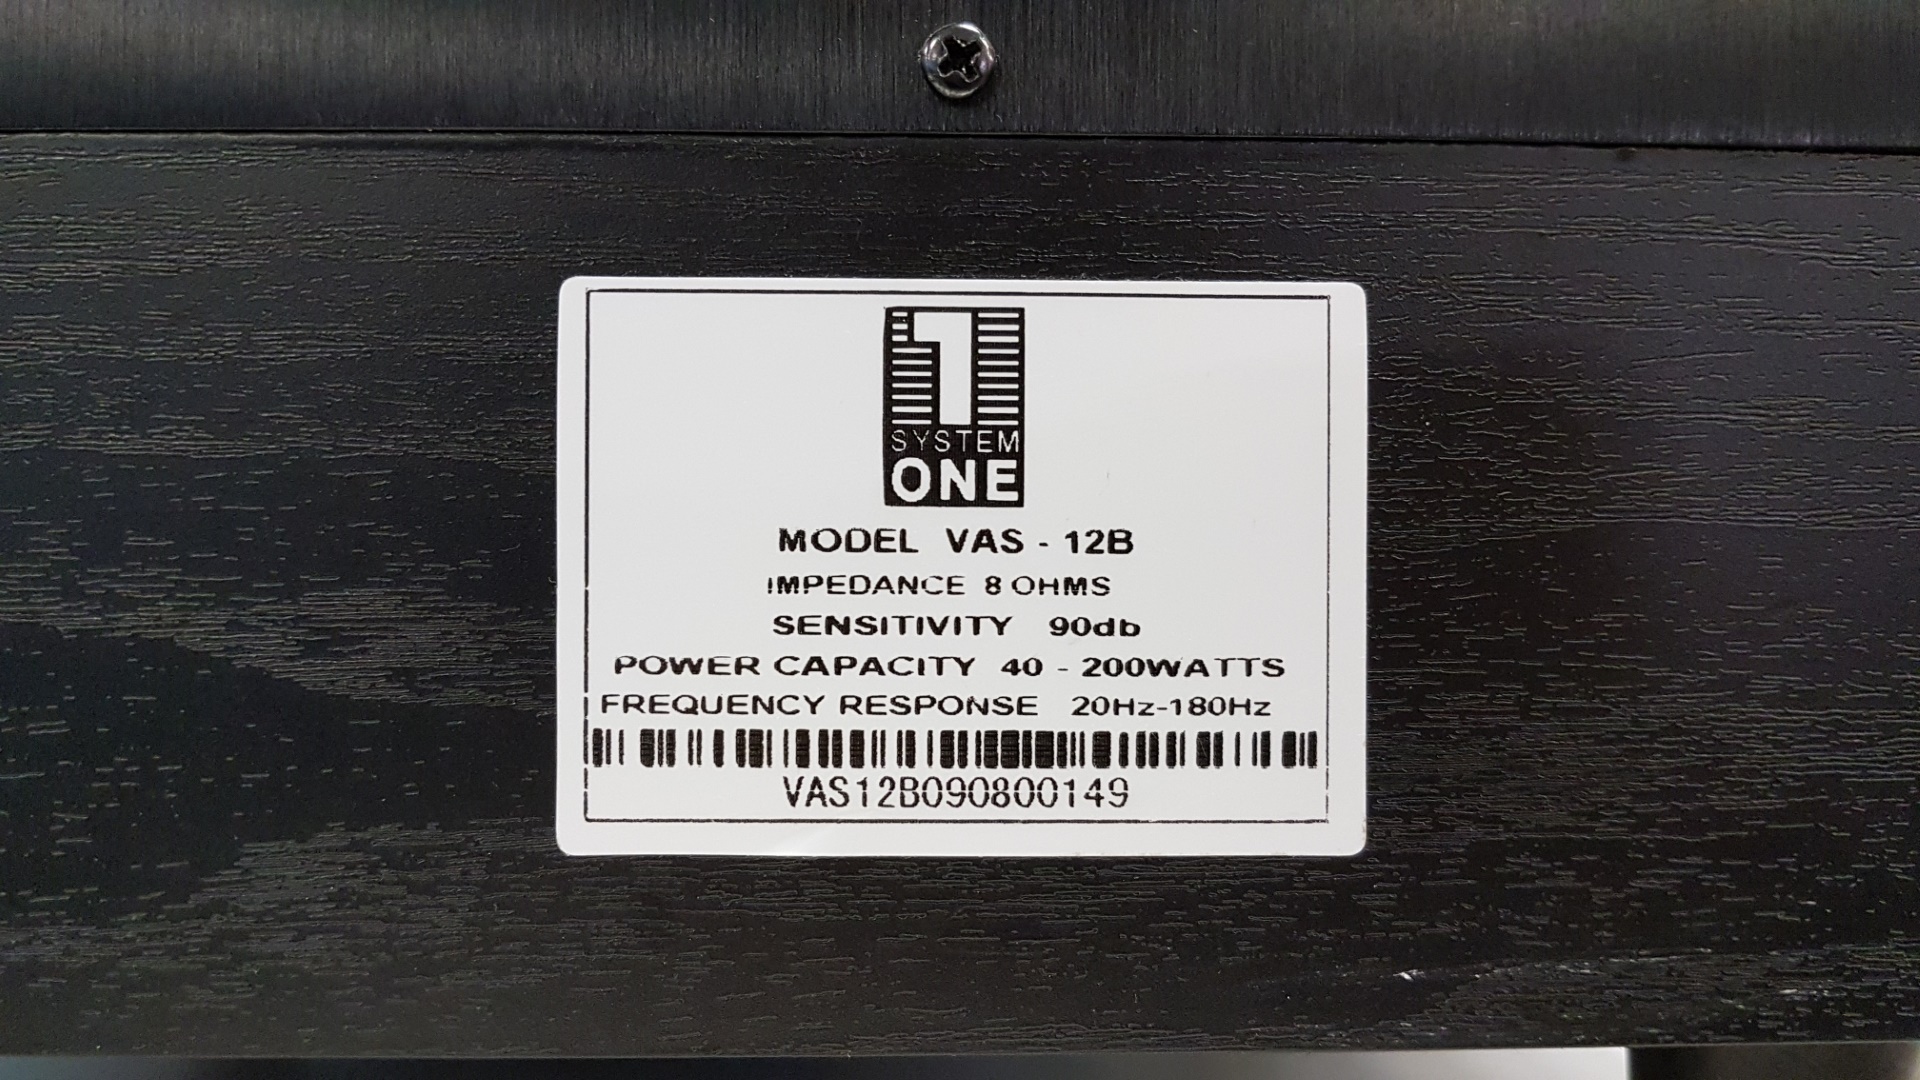 1
SYSTEM
ONE
MODEL VAS - 12B
IMPEDANCE 8 OHMS
SENSITIVITY 90db
POWER CAPACITY 40 - 200WATTS
FREQUENCY RESPONSE 20Hz-180Hz
VAS12B090800149